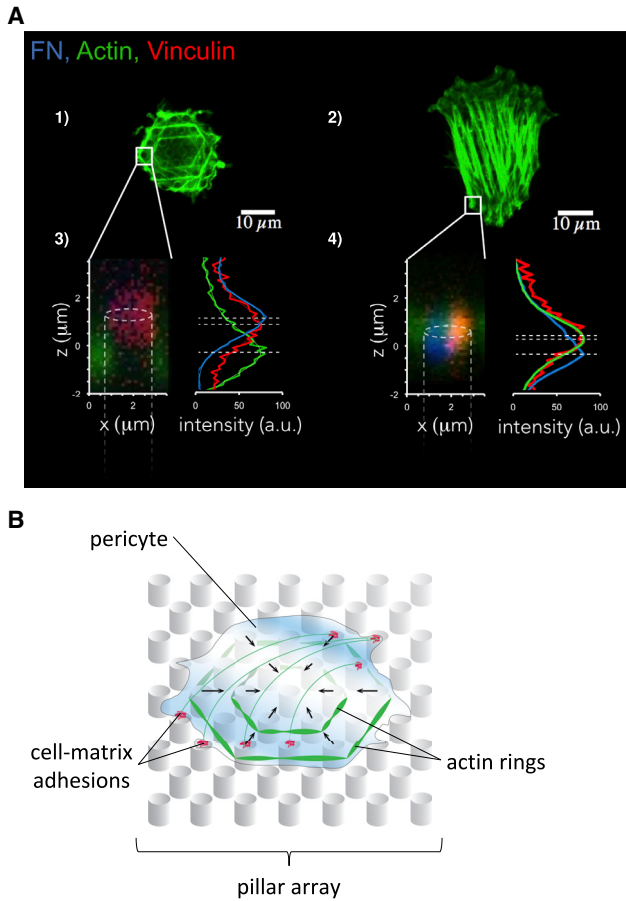 A
FN, Actin, Vinculin
1)
2)
10 μm
10 μm
3)
4)
z (μm)
2
0
-2
0
2
x (μm)
0
50
100
intensity (a.u.)
z (μm)
2
0
-2
0
2
x (μm)
0
50
100
intensity (a.u.)
B
pericyte
cell-matrix
adhesions
actin rings
pillar array